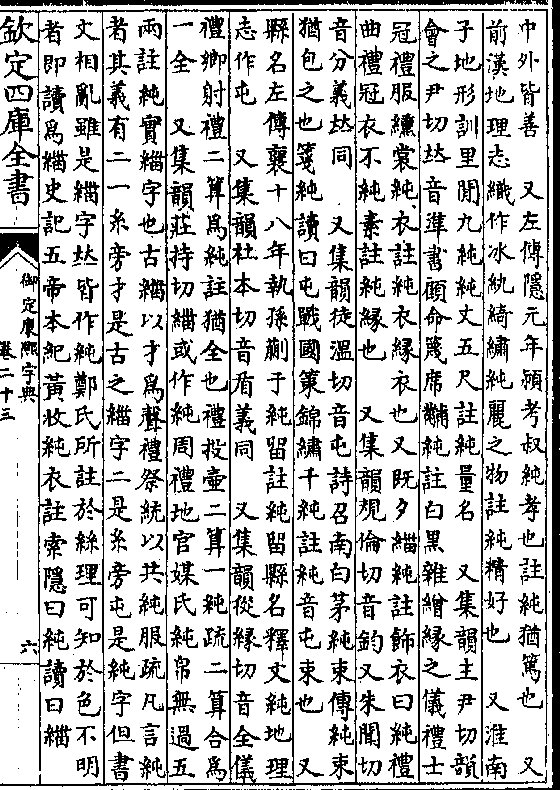 巾外皆善　又左傳隱元年潁考叔純孝也註純猶篤也　又
前漢地理志織作冰紈綺繡純麗之物註純精好也　又淮南
子地形訓里閒九純純丈五尺註純量名　又集韻主尹切韻
會之尹切𠀤音準書顧命篾席黼純註白黑雜繒緣之儀禮士
冠禮服纁裳純衣註純衣緣衣也又既夕緇純註飾衣曰純禮
曲禮冠衣不純素註純緣也　又集韻規倫切音鈞又朱聞切
音分義𠀤同　又集韻徒溫切音屯詩召南白茅純束傳純束
猶包之也箋純讀曰屯戰國策錦繡千純註純音屯束也　又
縣名左傳襄十八年執孫蒯于純留註純留縣名釋文純地理
志作屯　又集韻杜本切音盾義同　又集韻從緣切音全儀
禮鄉射禮二算爲純註猶全也禮投壺二算一純疏二算合爲
一全　又集韻莊持切緇或作純周禮地官媒氏純帛無過五
兩註純實緇字也古緇以才爲聲禮祭統以共純服疏凡言純
者其義有二一糸旁才是古之緇字二是糸旁屯是純字但書
文相亂雖是緇字𠀤皆作純鄭氏所註於絲理可知於色不明
者即讀爲緇史記五帝本紀黃收純衣註索隱曰純讀曰緇
欽定四庫全書
御定康熙字典
卷二十三
六